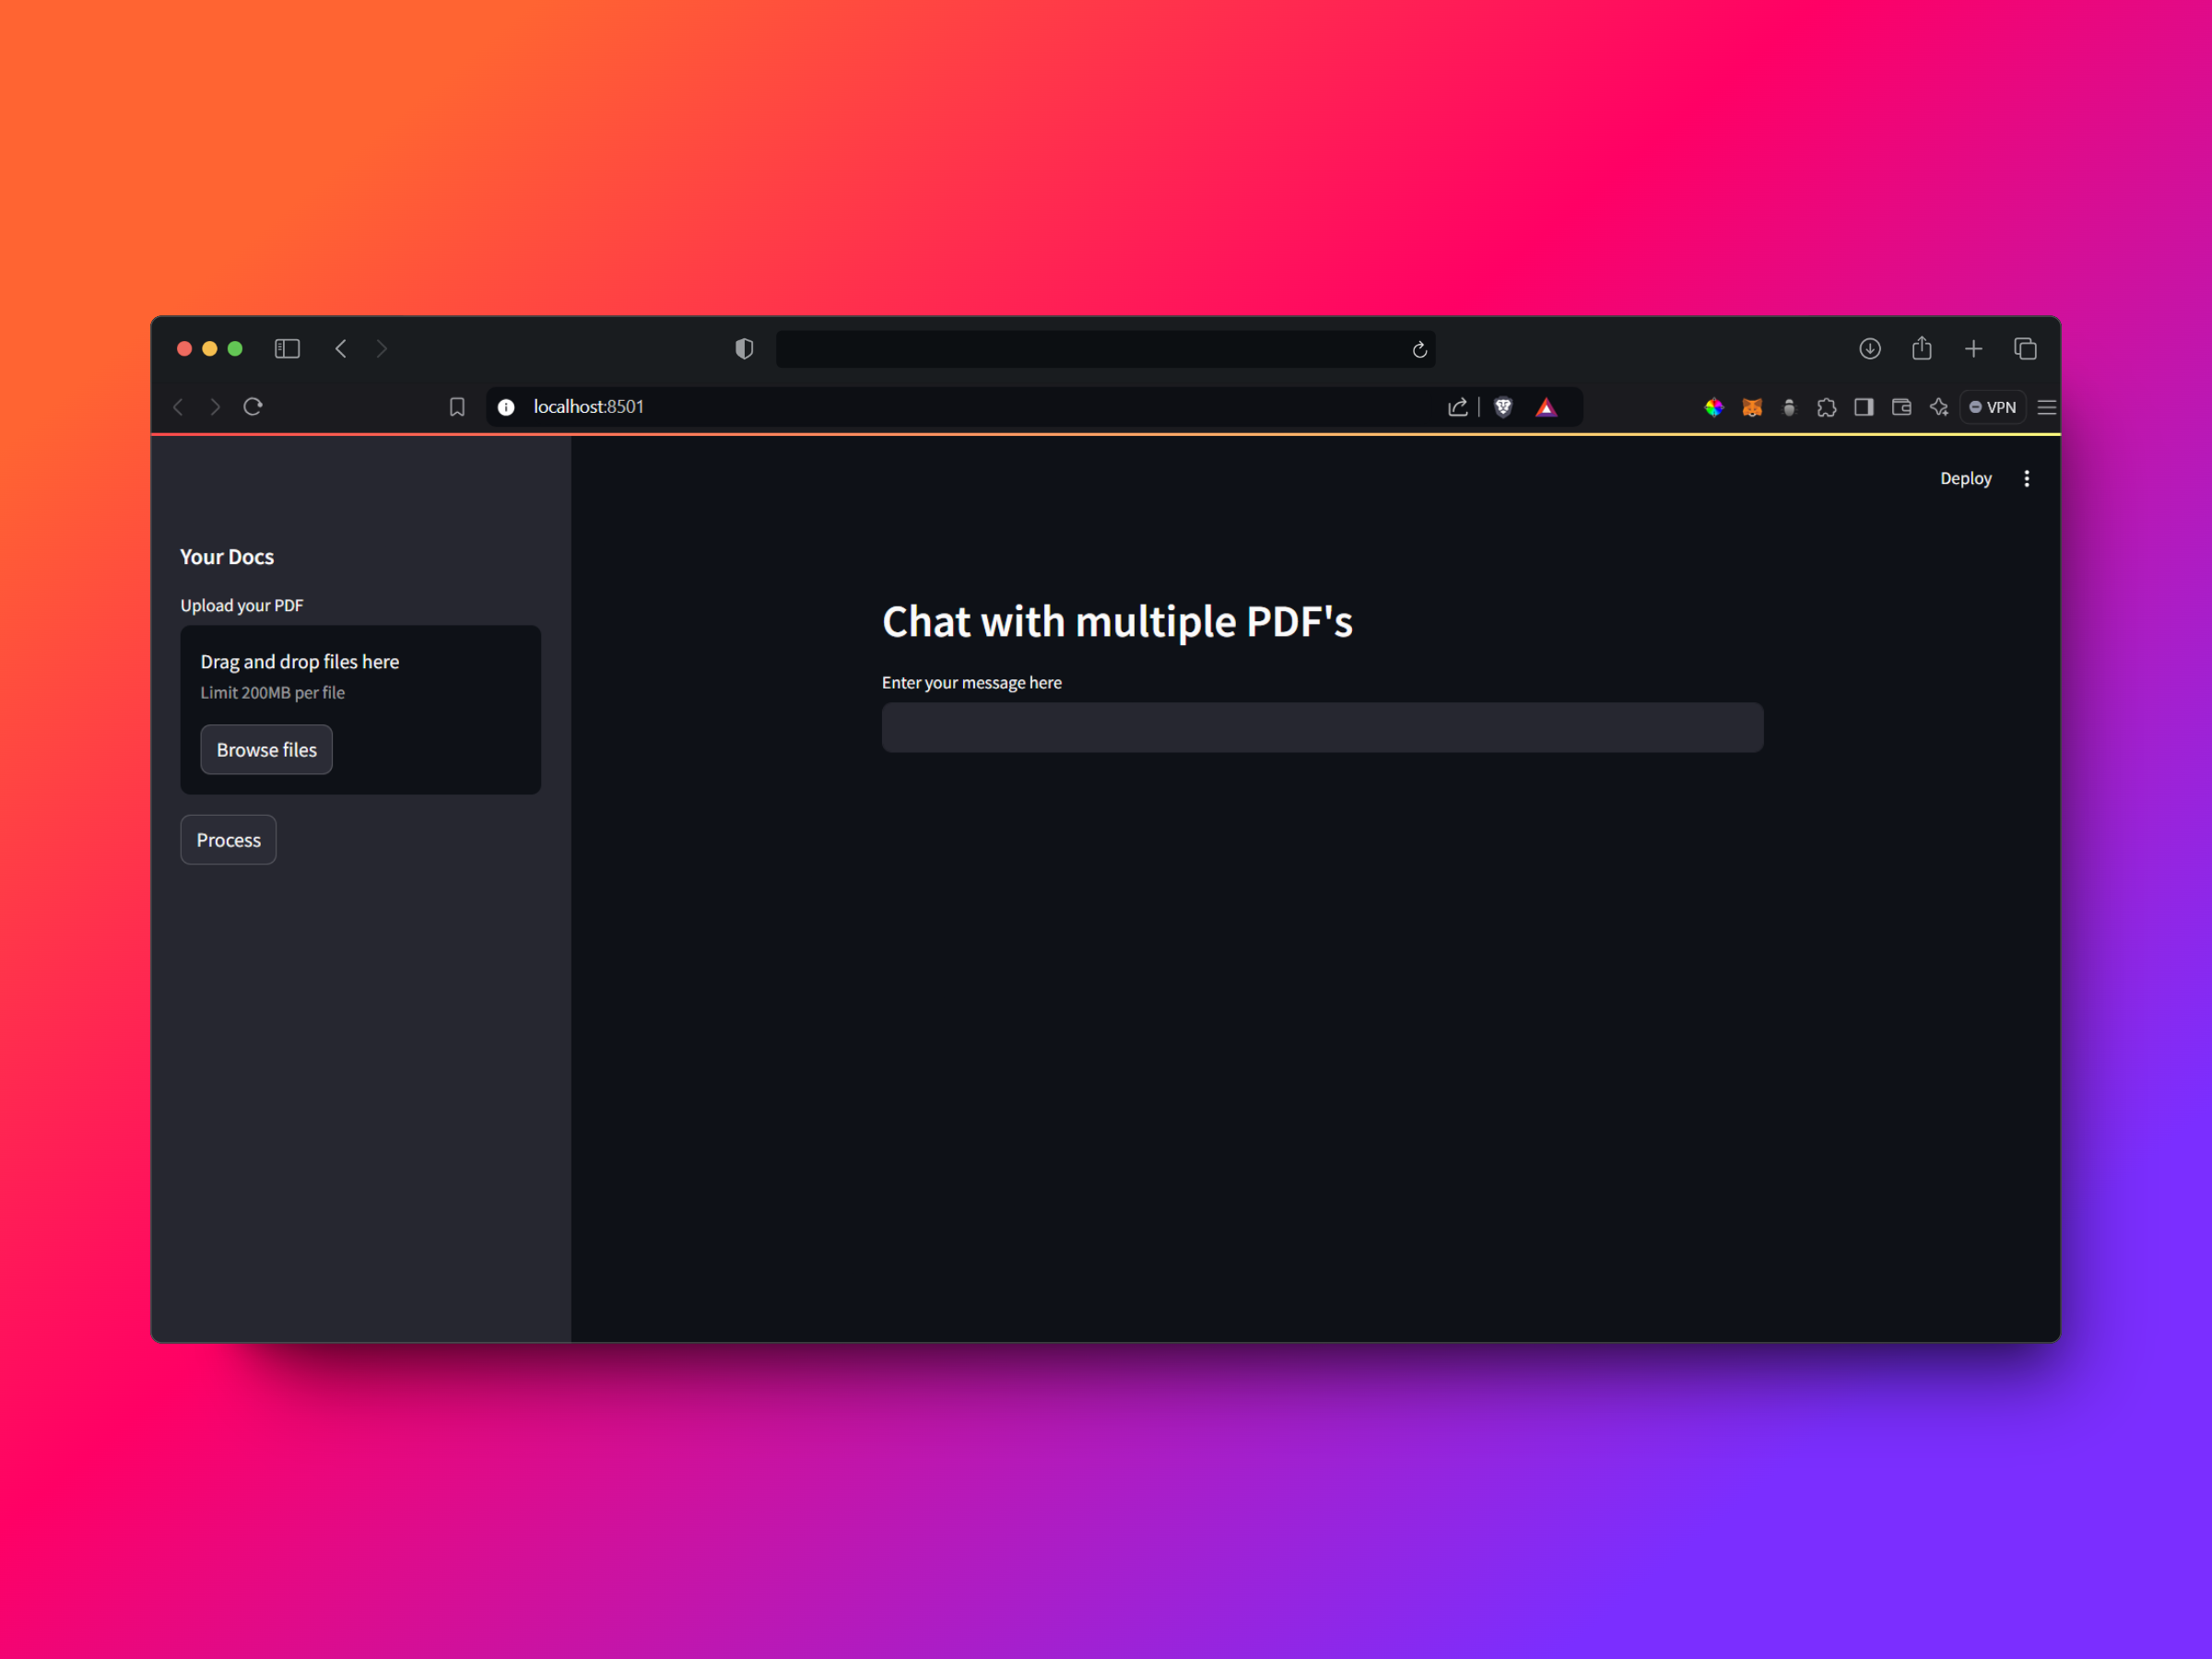 localhost:8501
VPN
Deploy
Your Docs
Upload your PDF
Drag and drop files here
Limit 200MB per file
Browse files
Process
Chat with multiple PDF's
Enter your message here